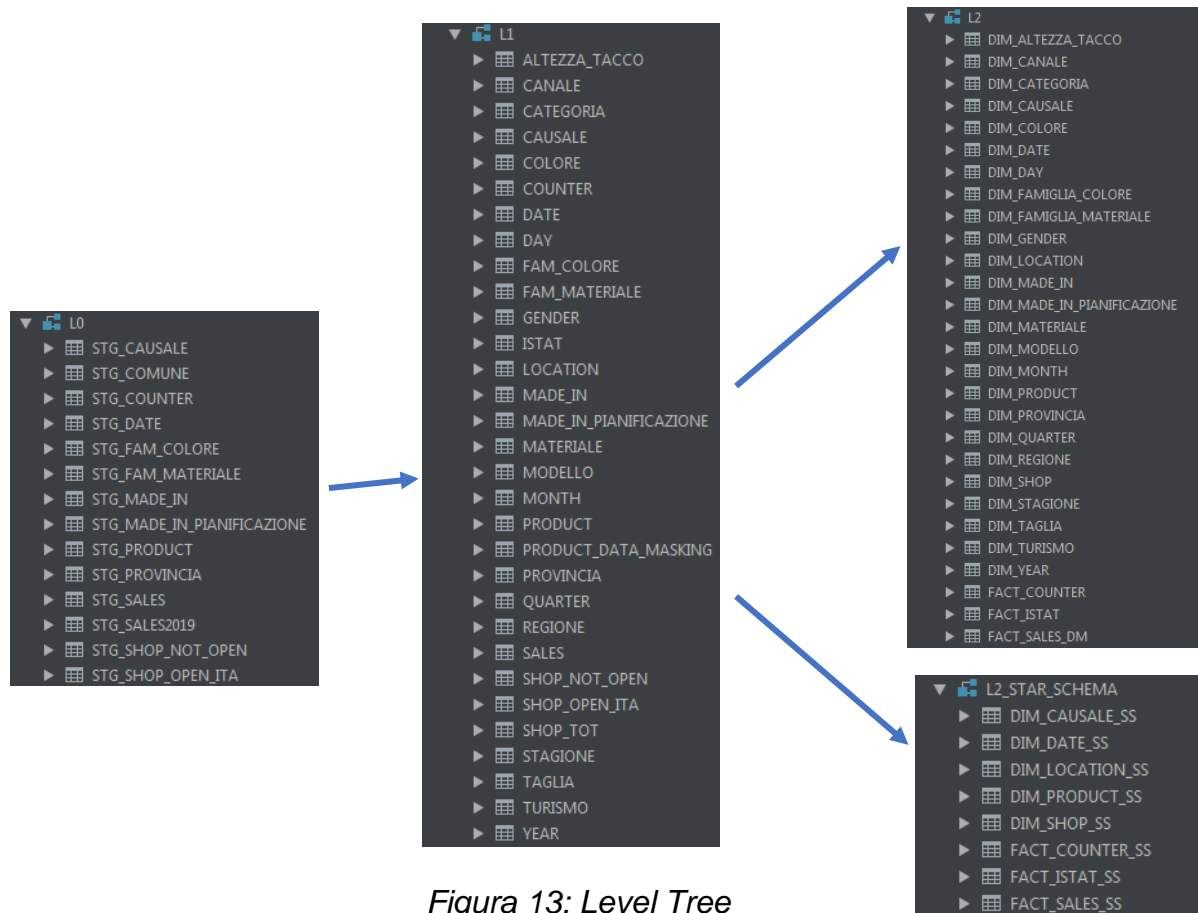 L0
STG_CAUSALE
STG_COMUNE
STG_COUNTER
STG_DATE
STG_FAM_COLORE
STG_FAM_MATERIALE
STG_MADE_IN
STG_MADE_IN_PIANIFICAZIONE
STG_PRODUCT
STG_PROVINCIA
STG_SALES
STG_SALES2019
STG_SHOP_NOT_OPEN
STG_SHOP_OPEN_ITA
L1
ALTEZZA_TACCO
CANALE
CATEGORIA
CAUSALE
COLORE
COUNTER
DATE
DAY
FAM_COLORE
FAM_MATERIALE
GENDER
ISTAT
LOCATION
MADE_IN
MADE_IN_PIANIFICAZIONE
MATERIALE
MODELLO
MONTH
PRODUCT
PRODUCT_DATA_MASKING
PROVINCIA
QUARTER
REGIONE
SALES
SHOP_NOT_OPEN
SHOP_OPEN_ITA
SHOP_TOT
STAGIONE
TAGLIA
TURISMO
YEAR
L2
DIM_ALTEZZA_TACCO
DIM_CANALE
DIM_CATEGORIA
DIM_CAUSALE
DIM_COLORE
DIM_DATE
DIM_DAY
DIM_FAMIGLIA_COLORE
DIM_FAMIGLIA_MATERIALE
DIM_GENDER
DIM_LOCATION
DIM_MADE_IN
DIM_MADE_IN_PIANIFICAZIONE
DIM_MATERIALE
DIM_MODELLO
DIM_MONTH
DIM_PRODUCT
DIM_PROVINCIA
DIM_QUARTER
DIM_REGIONE
DIM_SHOP
DIM_STAGIONE
DIM_TAGLIA
DIM_TURISMO
DIM_YEAR
FACT_COUNTER
FACT_ISTAT
FACT_SALES_DM
L2_STAR_SCHEMA
DIM_CAUSALE_SS
DIM_DATE_SS
DIM_LOCATION_SS
DIM_PRODUCT_SS
DIM_SHOP_SS
FACT_COUNTER_SS
FACT_ISTAT_SS
FACT_SALES_SS
Figura 13: Level Tree